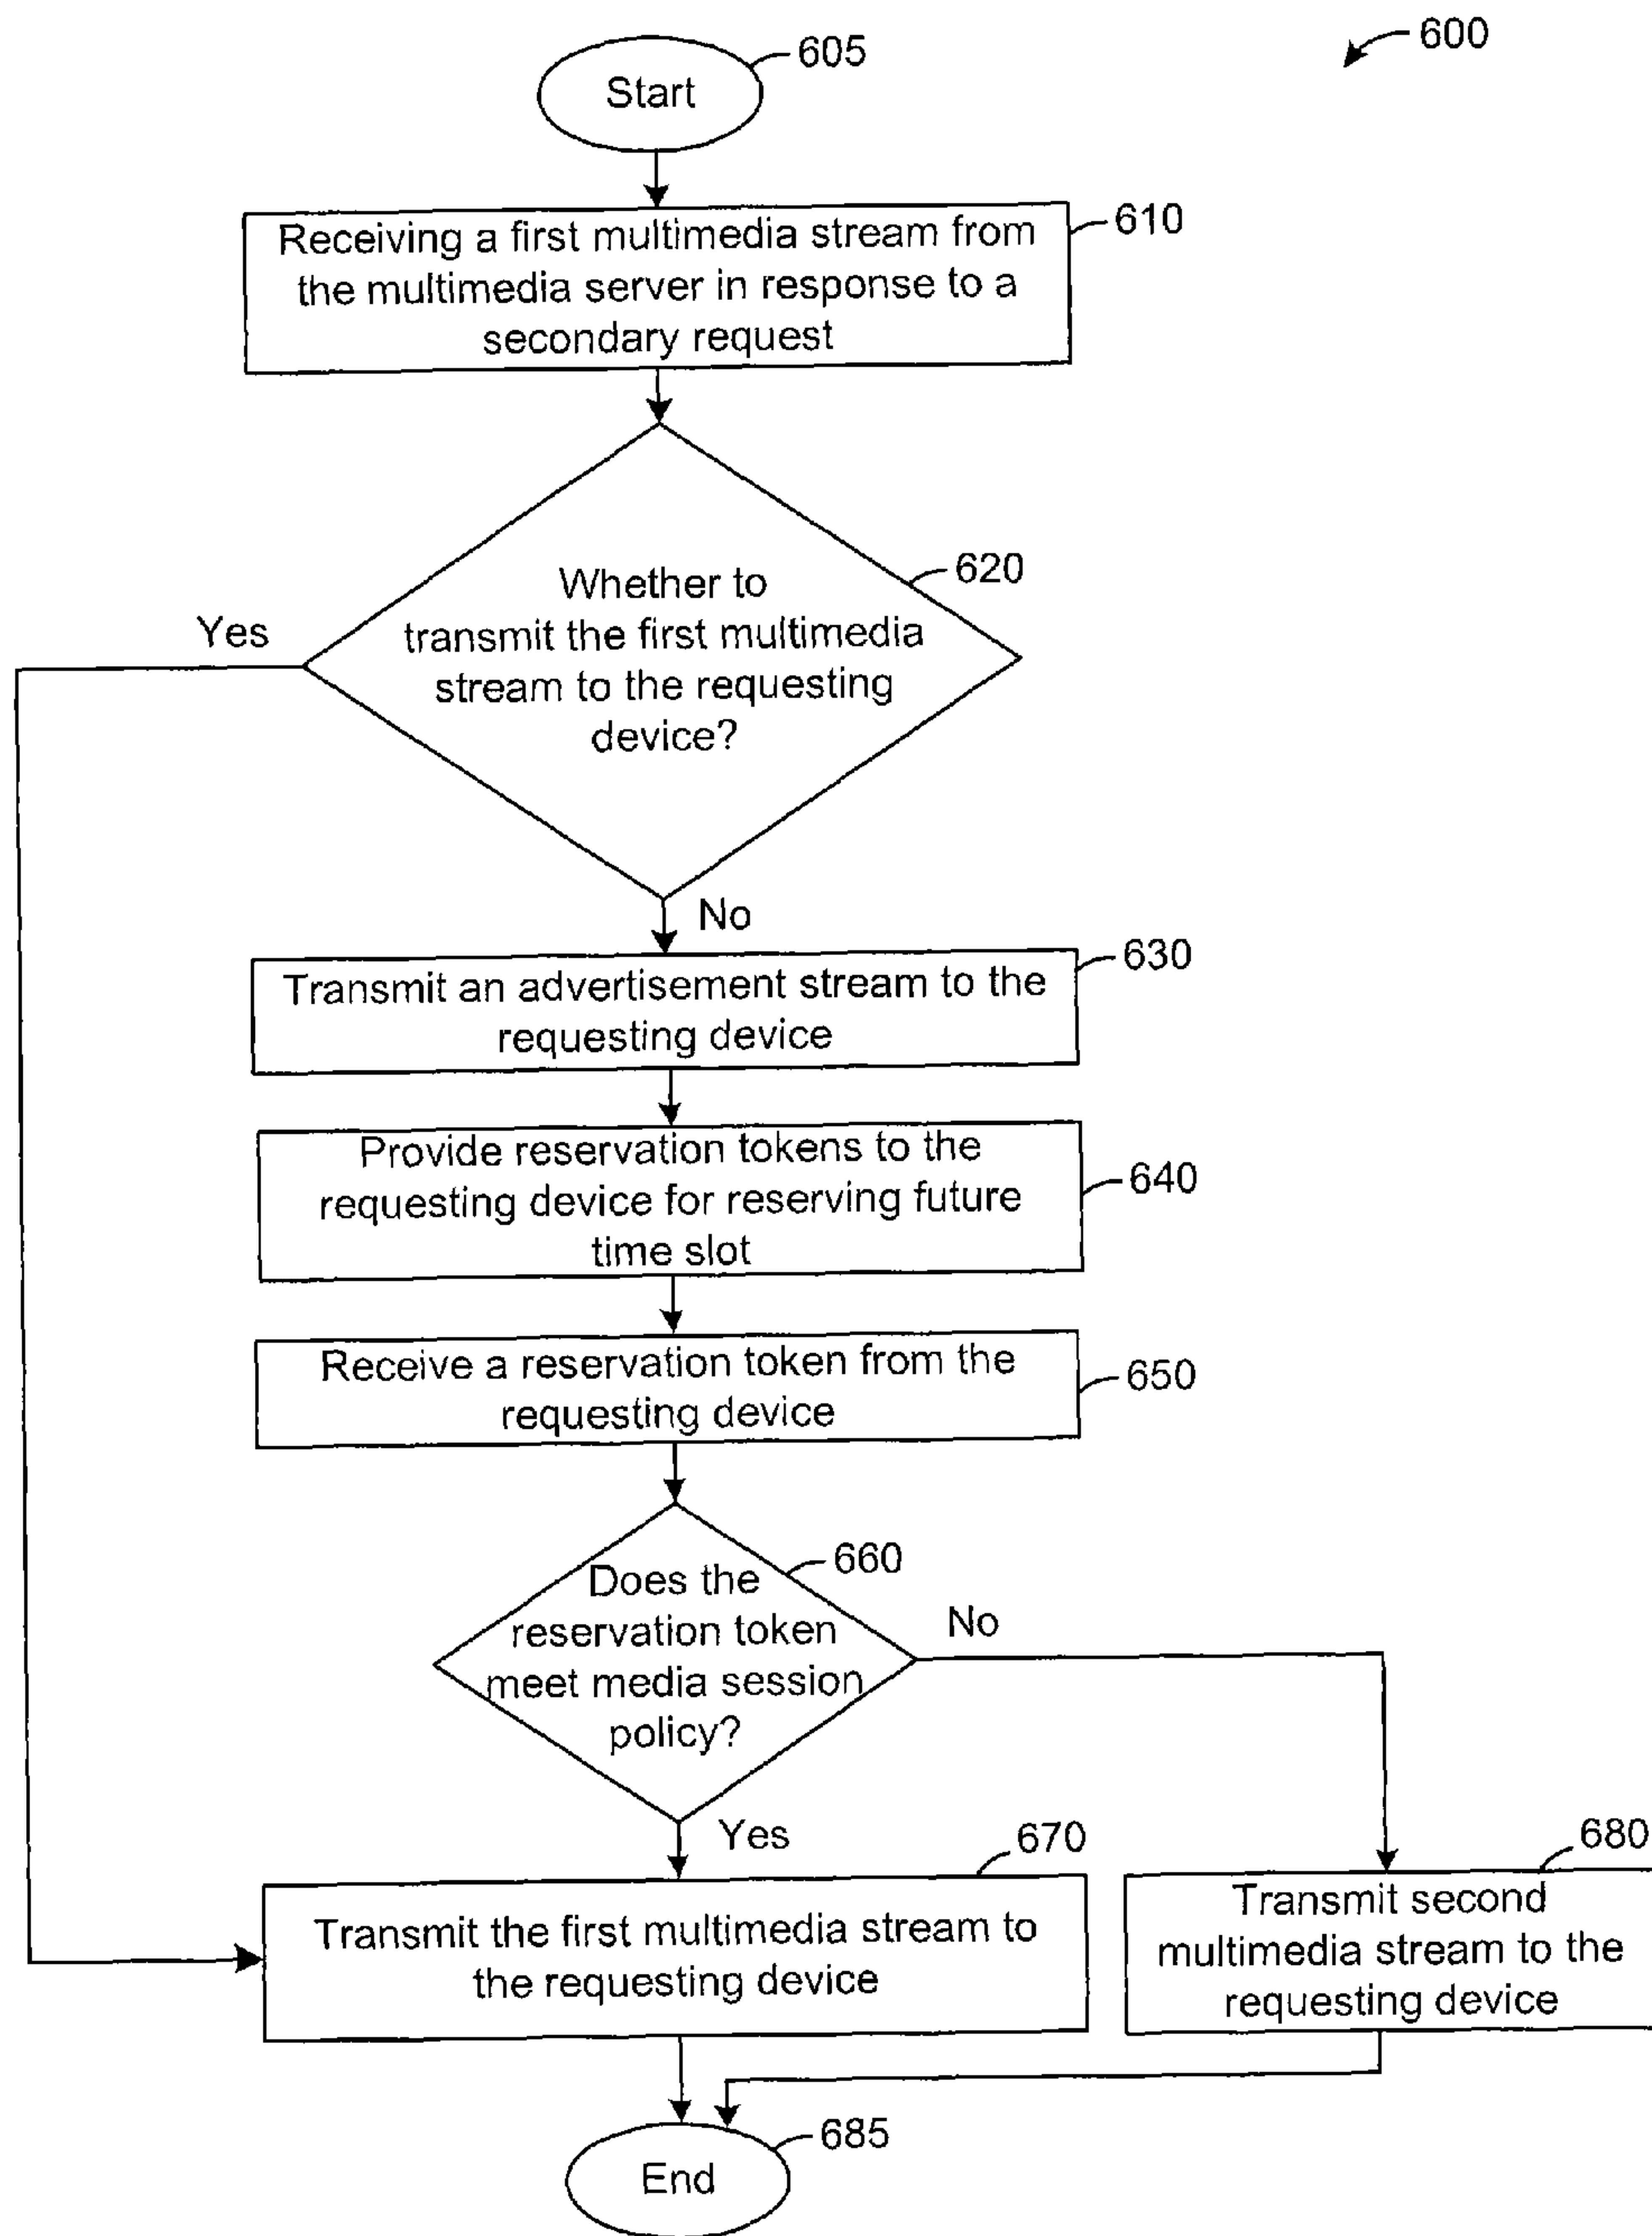 600
605
Start
610
Receiving a first multimedia stream from
the multimedia server in response to a
secondary request
620
Whether to
transmit the first multimedia
stream to the requesting
device?
Yes
No
630
Transmit an advertisement stream to the
requesting device
640
Provide reservation tokens to the
requesting device for reserving future
time slot
650
Receive a reservation token from the
requesting device
660
Does the
reservation token
meet media session
policy?
No
Yes
670
Transmit the first multimedia stream to
the requesting device
680
Transmit second
multimedia stream to the
requesting device
685
End